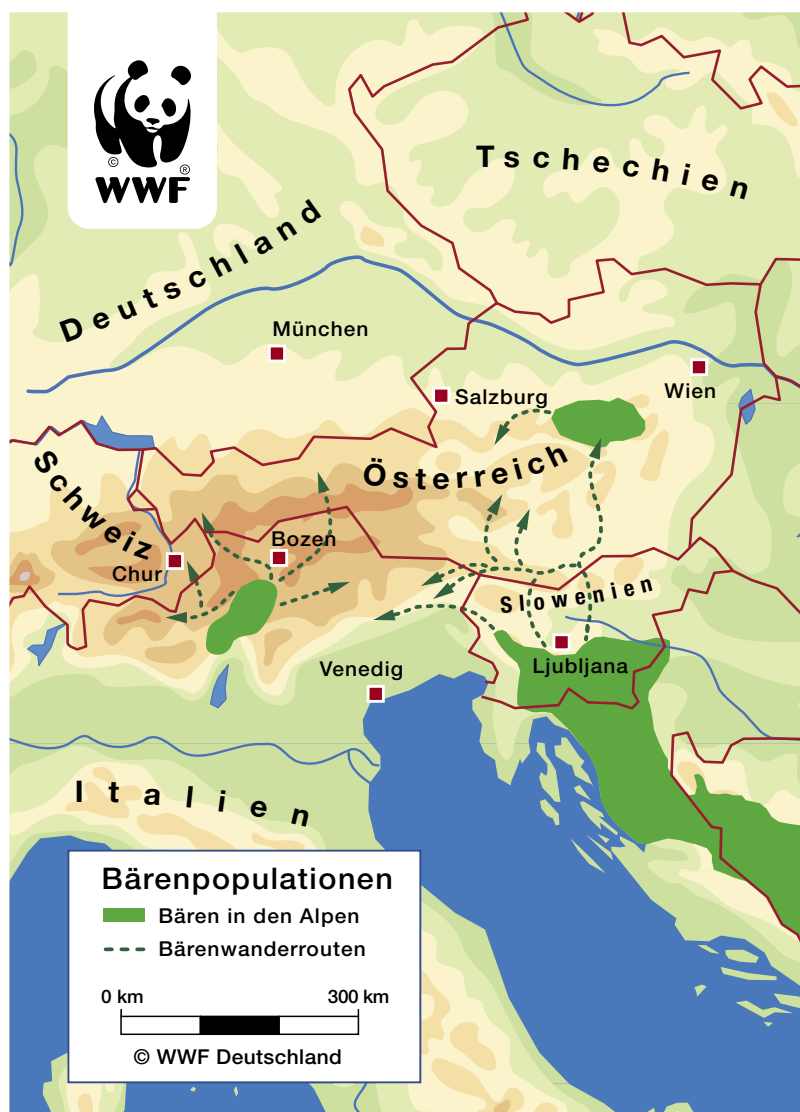 ©
®
WWF
Tschechien
Deutschland
München
Salzburg
Wien
Österreich
Schweiz
Bozen
Chur
Slowenien
Ljubljana
Venedig
Italien
Bärenpopulationen
Bären in den Alpen
Bärenwanderrouten
0 km 300 km
© WWF Deutschland